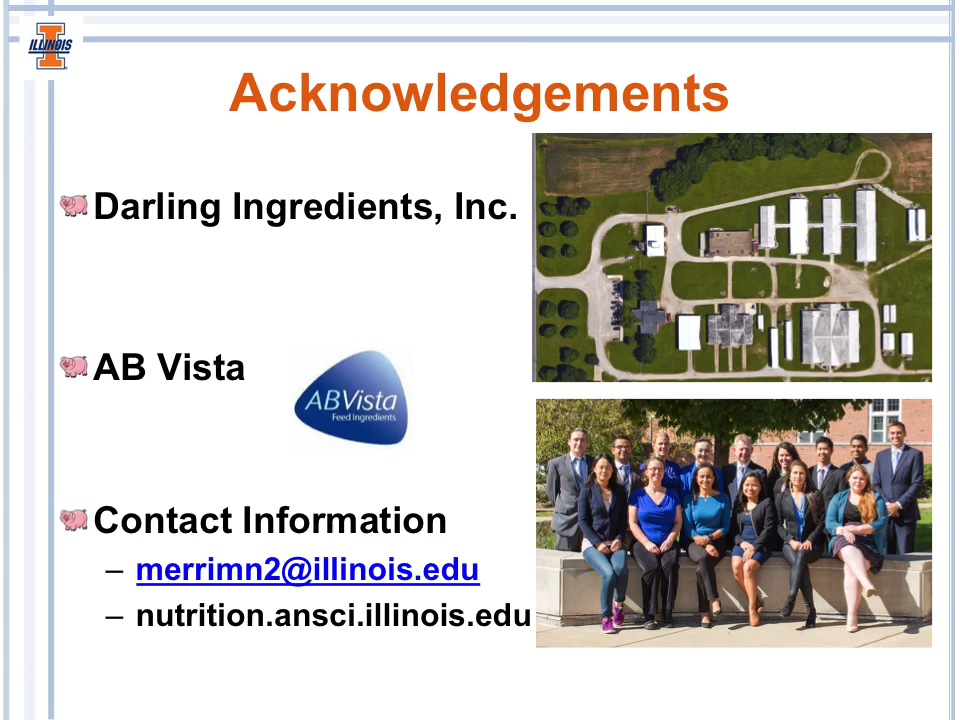 ILLINOIS
Acknowledgements
Darling Ingredients, Inc.
AB Vista
ABVista
Feed Ingredients
Contact Information
– merrimn2@illinois.edu
– nutrition.ansci.illinois.edu